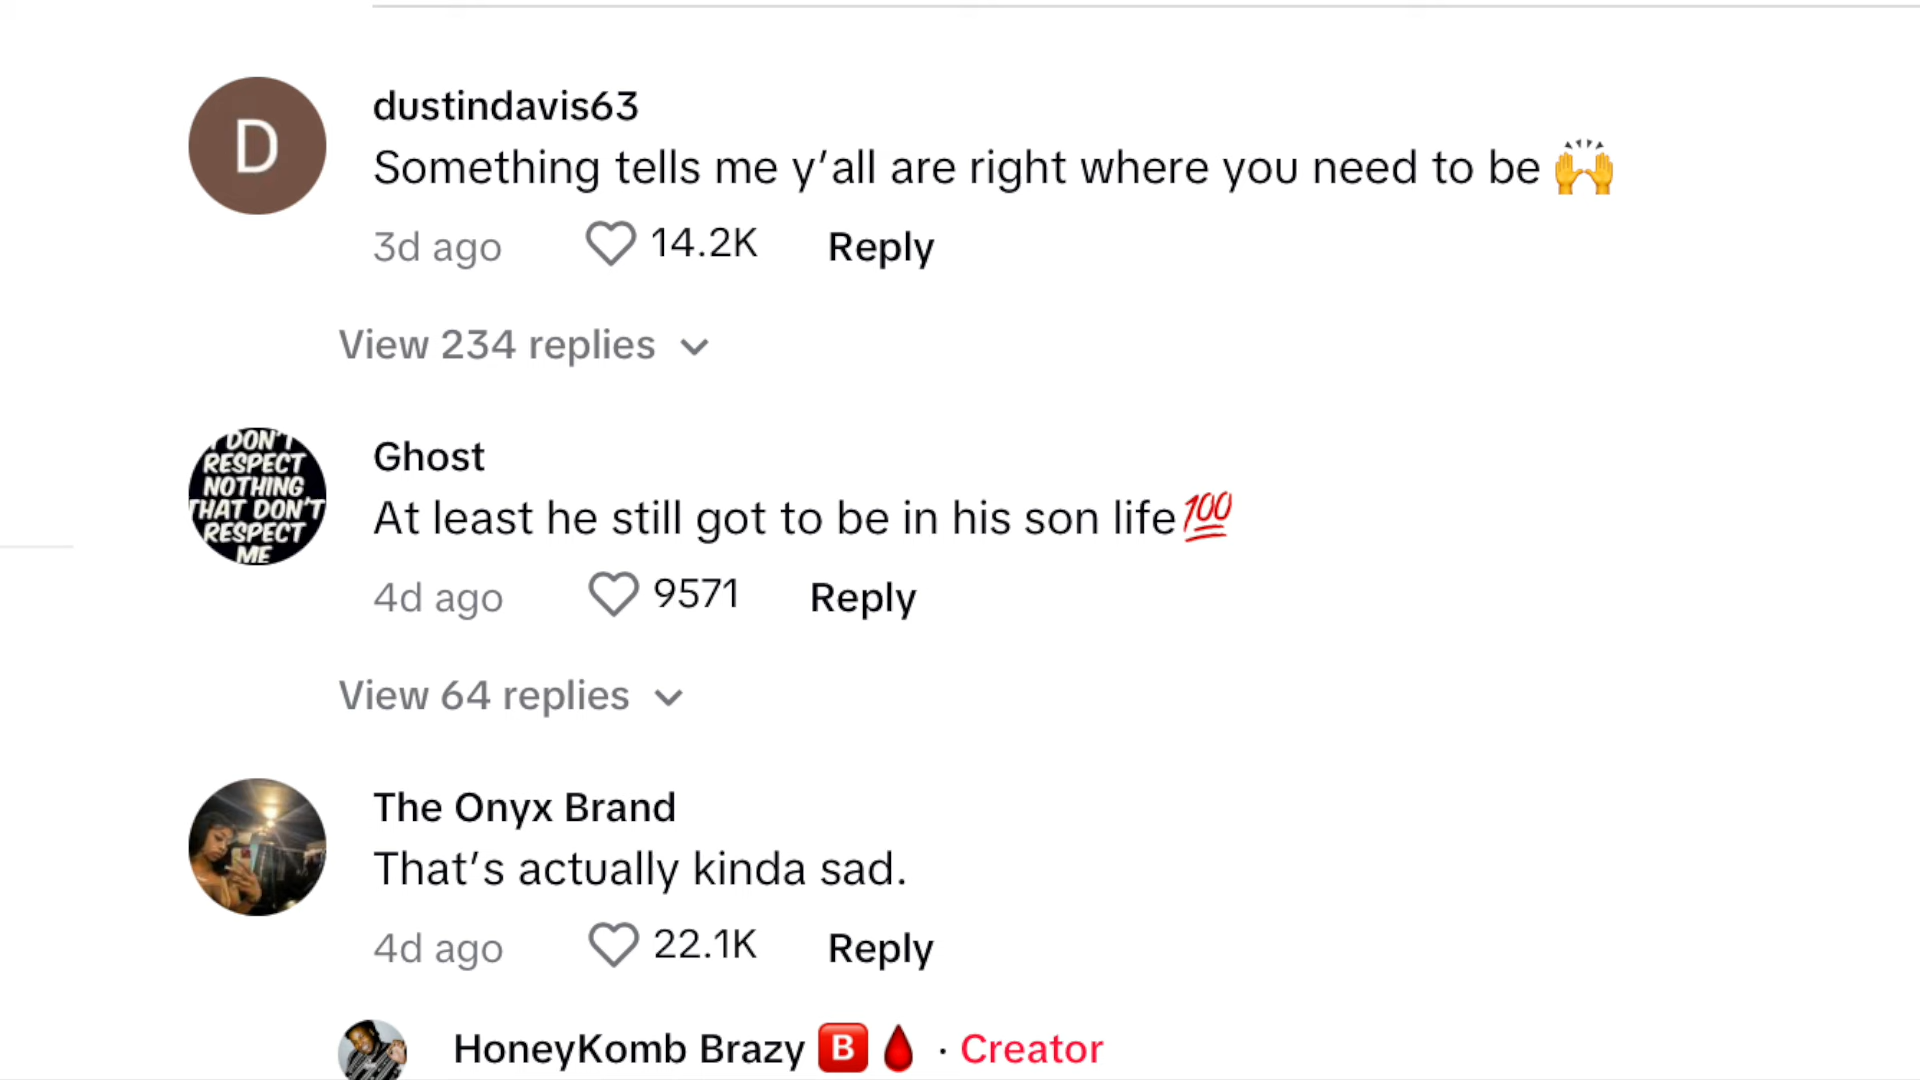 D
dustindavis63
Something tells me y’all are right where you need to be 🙌
3d ago 14.2K Reply
View 234 replies
I DON'T
RESPECT
NOTHING
THAT DON'T
RESPECT
ME
Ghost
At least he still got to be in his son life💯
4d ago 9571 Reply
View 64 replies
The Onyx Brand
That’s actually kinda sad.
4d ago 22.1K Reply
HoneyKomb Brazy 🅱️🩸 · Creator